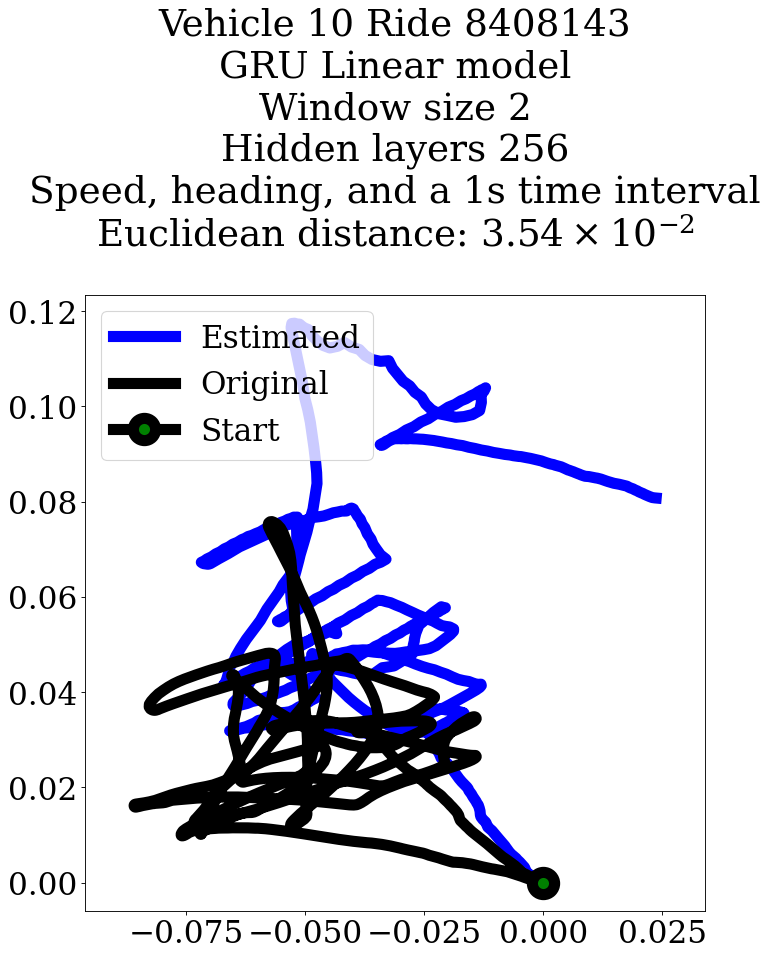 Vehicle 10 Ride 8408143
GRU Linear model
Window size 2
Hidden layers 256
Speed, heading, and a 1s time interval
Euclidean distance: 3.54 × 10⁻²
0.12
Estimated
Original
0.10
Start
0.08
0.06
0.04
0.02
0.00
−0.075 −0.050 −0.025 0.000 0.025